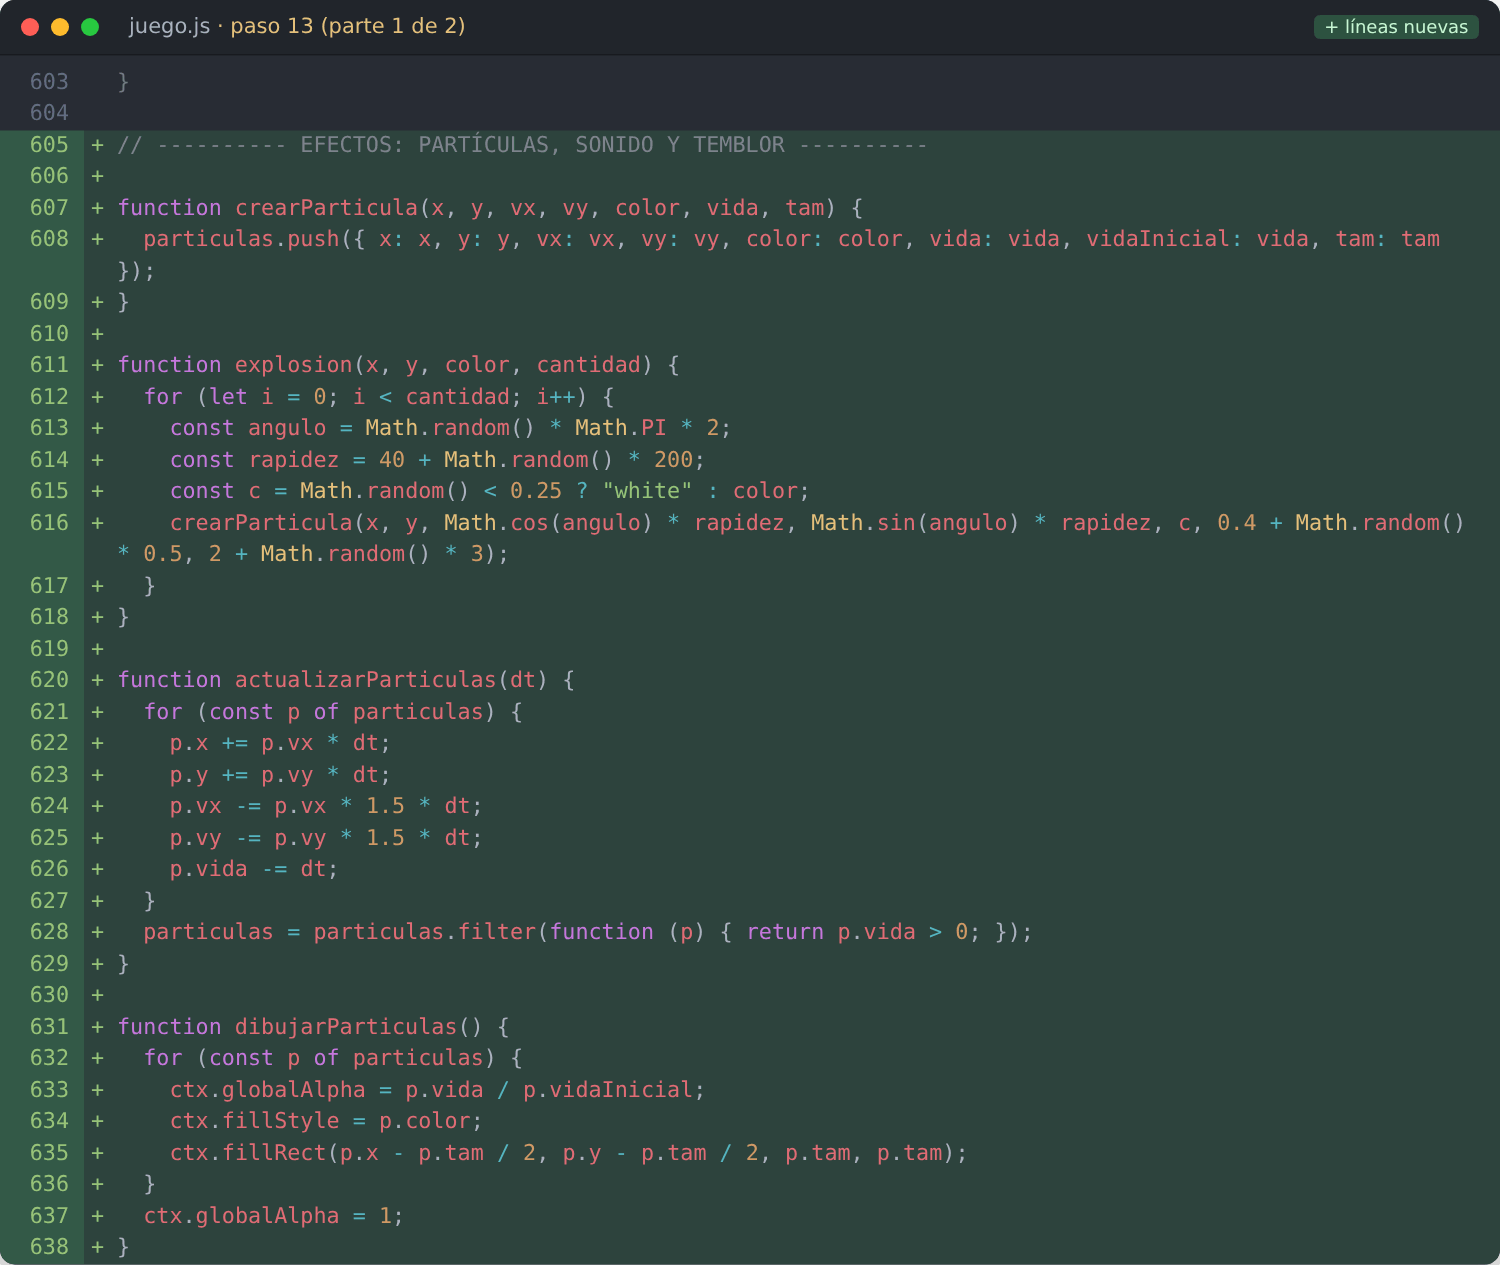 juego.js · paso 13 (parte 1 de 2)
+ líneas nuevas
603 }
604
605 + // ---------- EFECTOS: PARTÍCULAS, SONIDO Y TEMBLOR ----------
606 +
607 + function crearParticula(x, y, vx, vy, color, vida, tam) {
608 +   particulas.push({ x: x, y: y, vx: vx, vy: vy, color: color, vida: vida, vidaInicial: vida, tam: tam
});
609 + }
610 +
611 + function explosion(x, y, color, cantidad) {
612 +   for (let i = 0; i < cantidad; i++) {
613 +     const angulo = Math.random() * Math.PI * 2;
614 +     const rapidez = 40 + Math.random() * 200;
615 +     const c = Math.random() < 0.25 ? "white" : color;
616 +     crearParticula(x, y, Math.cos(angulo) * rapidez, Math.sin(angulo) * rapidez, c, 0.4 + Math.random()
* 0.5, 2 + Math.random() * 3);
617 +   }
618 + }
619 +
620 + function actualizarParticulas(dt) {
621 +   for (const p of particulas) {
622 +     p.x += p.vx * dt;
623 +     p.y += p.vy * dt;
624 +     p.vx -= p.vx * 1.5 * dt;
625 +     p.vy -= p.vy * 1.5 * dt;
626 +     p.vida -= dt;
627 +   }
628 +   particulas = particulas.filter(function (p) { return p.vida > 0; });
629 + }
630 +
631 + function dibujarParticulas() {
632 +   for (const p of particulas) {
633 +     ctx.globalAlpha = p.vida / p.vidaInicial;
634 +     ctx.fillStyle = p.color;
635 +     ctx.fillRect(p.x - p.tam / 2, p.y - p.tam / 2, p.tam, p.tam);
636 +   }
637 +   ctx.globalAlpha = 1;
638 + }